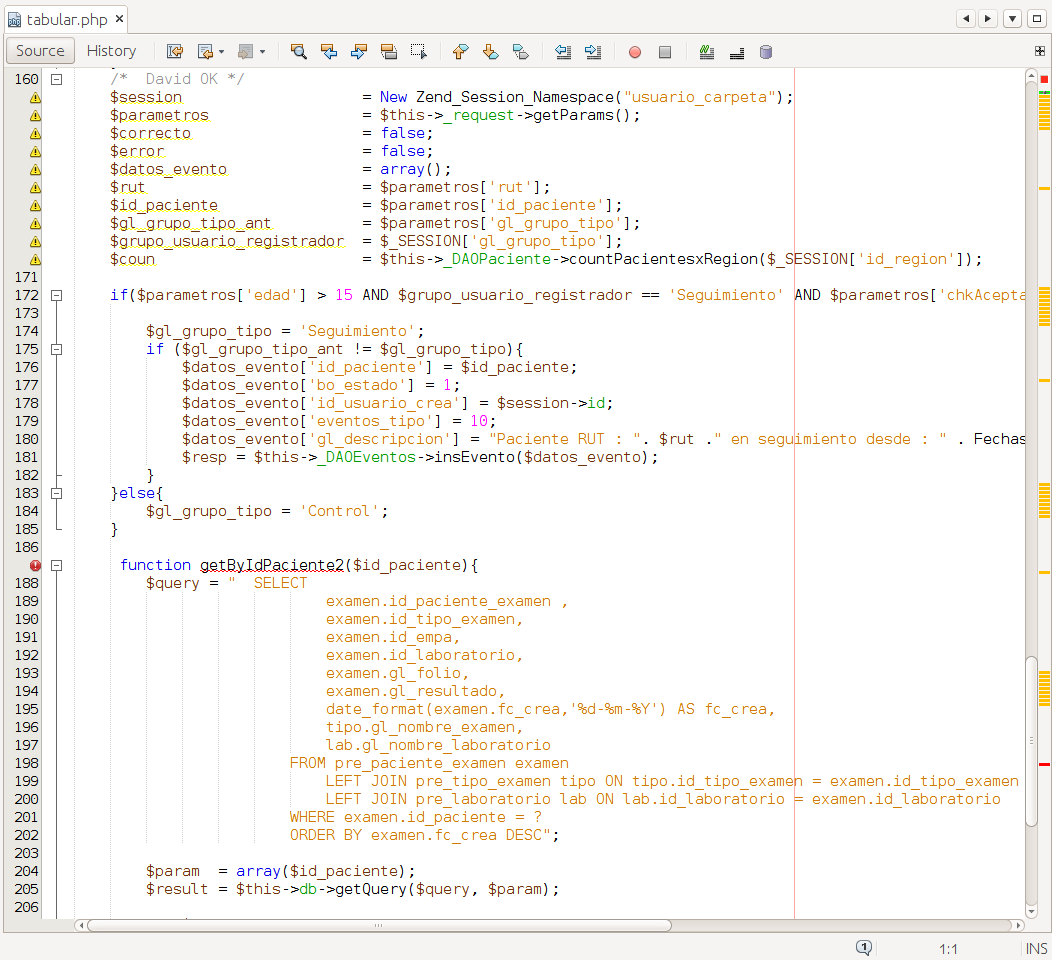 tabular.php
Source History
160 /*  David OK */
$session                    = New Zend_Session_Namespace("usuario_carpeta");
$parametros                 = $this->_request->getParams();
$correcto                   = false;
$error                      = false;
$datos_evento               = array();
$rut                        = $parametros['rut'];
$id_paciente                = $parametros['id_paciente'];
$gl_grupo_tipo_ant          = $parametros['gl_grupo_tipo'];
$grupo_usuario_registrador  = $_SESSION['gl_grupo_tipo'];
$coun                       = $this->_DAOPaciente->countPacientesxRegion($_SESSION['id_region']);
171
172 if($parametros['edad'] > 15 AND $grupo_usuario_registrador == 'Seguimiento' AND $parametros['chkAcepta
173
174 $gl_grupo_tipo = 'Seguimiento';
175 if ($gl_grupo_tipo_ant != $gl_grupo_tipo){
176 $datos_evento['id_paciente'] = $id_paciente;
177 $datos_evento['bo_estado'] = 1;
178 $datos_evento['id_usuario_crea'] = $session->id;
179 $datos_evento['eventos_tipo'] = 10;
180 $datos_evento['gl_descripcion'] = "Paciente RUT : ". $rut ." en seguimiento desde : " . Fechas
181 $resp = $this->_DAOEventos->insEvento($datos_evento);
182 }
183 }else{
184 $gl_grupo_tipo = 'Control';
185 }
186
function getByIdPaciente2($id_paciente){
188 $query = "  SELECT
189 examen.id_paciente_examen ,
190 examen.id_tipo_examen,
191 examen.id_empa,
192 examen.id_laboratorio,
193 examen.gl_folio,
194 examen.gl_resultado,
195 date_format(examen.fc_crea,'%d-%m-%Y') AS fc_crea,
196 tipo.gl_nombre_examen,
197 lab.gl_nombre_laboratorio
198 FROM pre_paciente_examen examen
199 LEFT JOIN pre_tipo_examen tipo ON tipo.id_tipo_examen = examen.id_tipo_examen
200 LEFT JOIN pre_laboratorio lab ON lab.id_laboratorio = examen.id_laboratorio
201 WHERE examen.id_paciente = ?
202 ORDER BY examen.fc_crea DESC";
203
204 $param  = array($id_paciente);
205 $result = $this->db->getQuery($query, $param);
206
1 1:1 INS